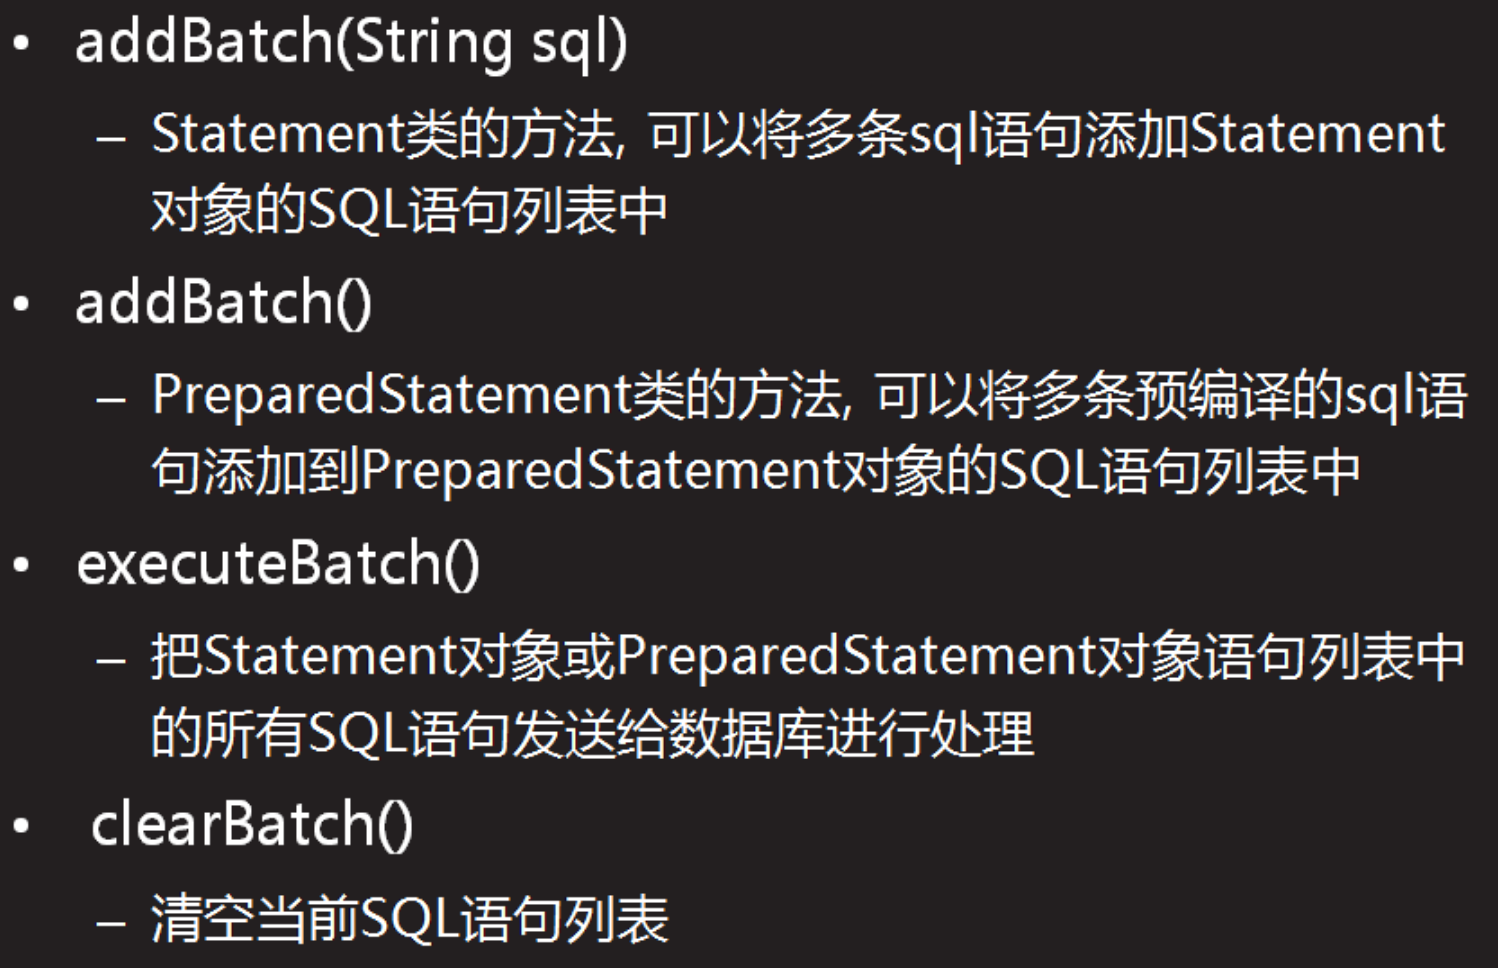 • addBatch(String sql)
– Statement类的方法, 可以将多条sql语句添加Statement
对象的SQL语句列表中
• addBatch()
– PreparedStatement类的方法, 可以将多条预编译的sql语
句添加到PreparedStatement对象的SQL语句列表中
• executeBatch()
– 把Statement对象或PreparedStatement对象语句列表中
的所有SQL语句发送给数据库进行处理
• clearBatch()
– 清空当前SQL语句列表